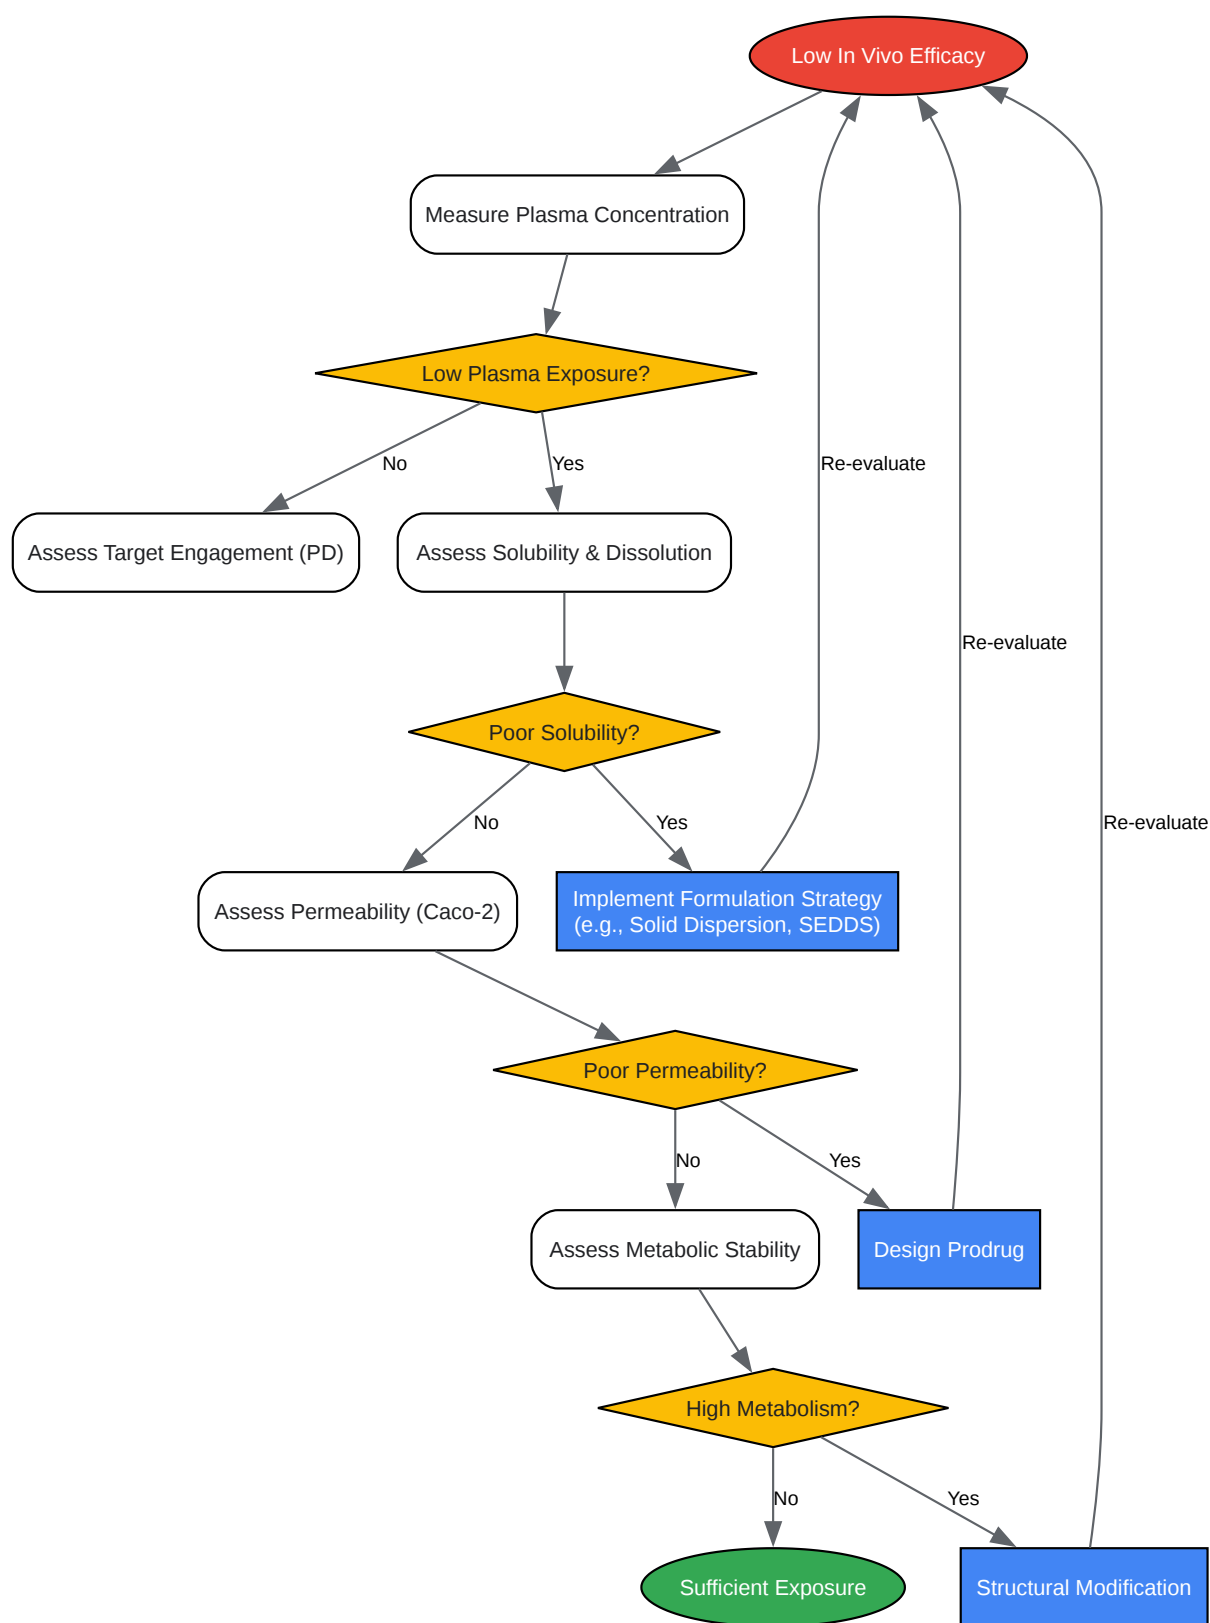 Low In Vivo Efficacy
Measure Plasma Concentration
Low Plasma Exposure?
No
Yes
Re-evaluate
Assess Target Engagement (PD)
Assess Solubility & Dissolution
Re-evaluate
Poor Solubility?
No
Yes
Re-evaluate
Assess Permeability (Caco-2)
Implement Formulation Strategy
(e.g., Solid Dispersion, SEDDS)
Poor Permeability?
No
Yes
Assess Metabolic Stability
Design Prodrug
High Metabolism?
No
Yes
Sufficient Exposure
Structural Modification